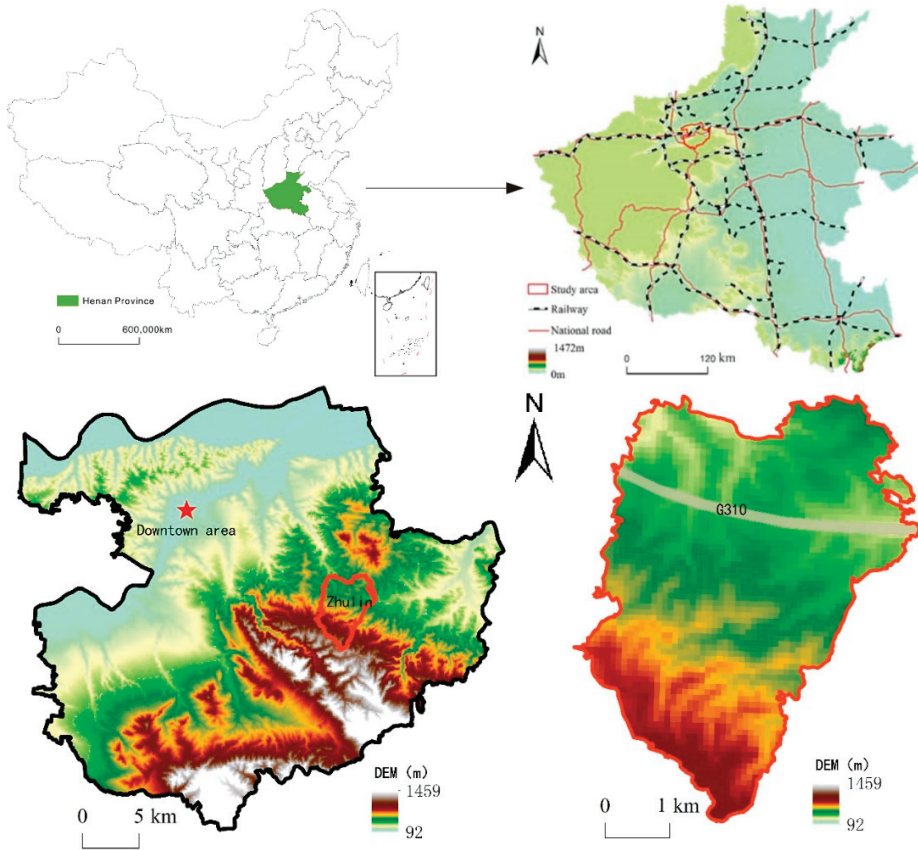 N
Henan Province
0 600,000km
Study area
Railway
National road
1472m
0m
0 120 km
N
Downtown area
Zhulin
G310
DEM (m)
1459
92
0 5 km
DEM (m)
1459
92
0 1 km